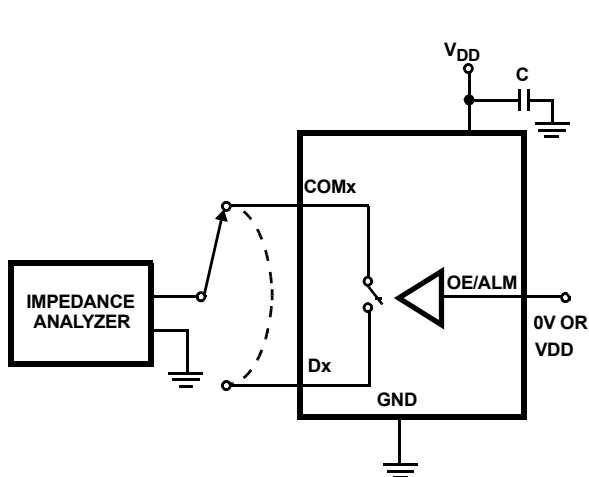 VDD
C
COMx
IMPEDANCE
ANALYZER
OE/ALM
0V OR
VDD
Dx
GND